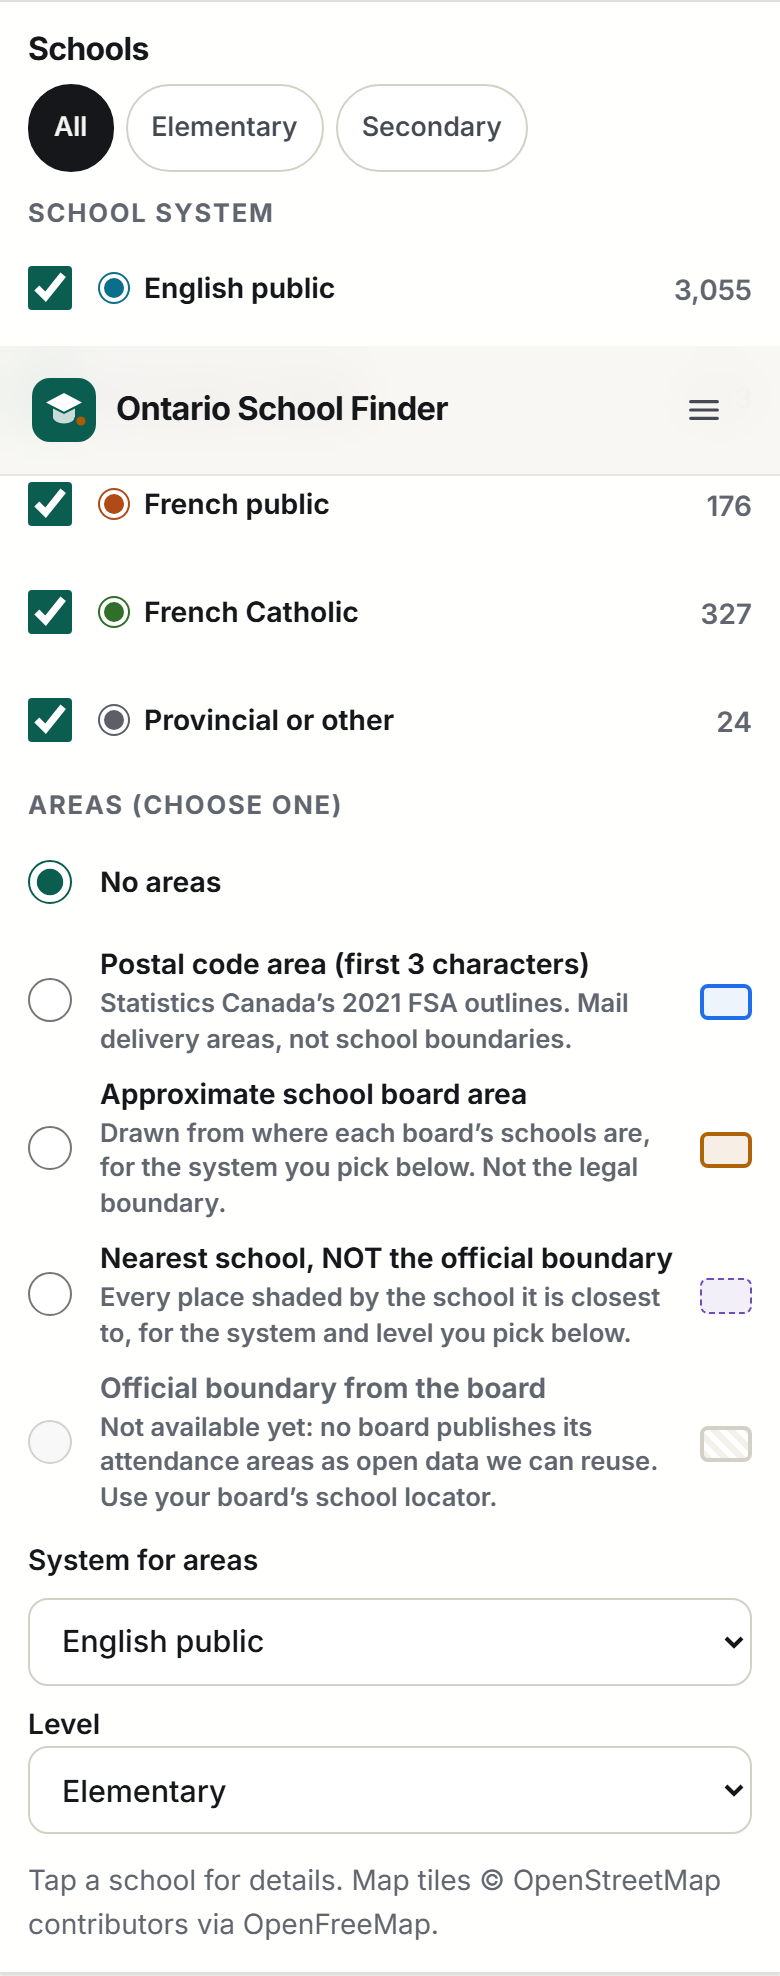 Schools
All
Elementary
Secondary
SCHOOL SYSTEM
English public
3,055
Ontario School Finder
French public
176
French Catholic
327
Provincial or other
24
AREAS (CHOOSE ONE)
No areas
Postal code area (first 3 characters)
Statistics Canada’s 2021 FSA outlines. Mail
delivery areas, not school boundaries.
Approximate school board area
Drawn from where each board’s schools are,
for the system you pick below. Not the legal
boundary.
Nearest school, NOT the official boundary
Every place shaded by the school it is closest
to, for the system and level you pick below.
Official boundary from the board
Not available yet: no board publishes its
attendance areas as open data we can reuse.
Use your board’s school locator.
System for areas
English public
Level
Elementary
Tap a school for details. Map tiles © OpenStreetMap
contributors via OpenFreeMap.